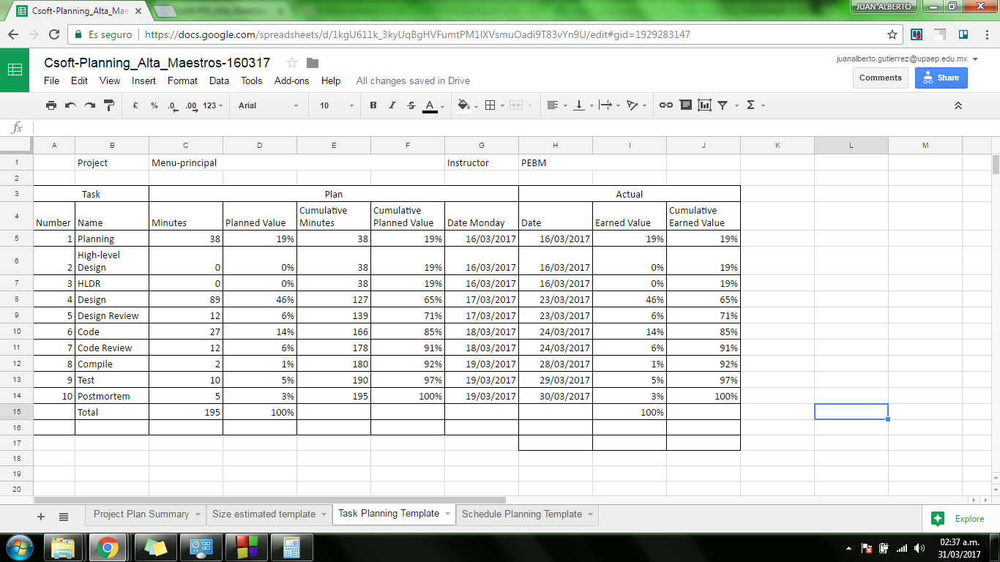 Csoft-Planning_Alta_Mae
JUAN ALBERTO
Es seguro https://docs.google.com/spreadsheets/d/1kgU611k_3kyUqBgHVFumtPM1IXVsmuOadi9T83vYn9U/edit#gid=1929283147
Csoft-Planning_Alta_Maestros-160317
juanalberto.gutierrez@upaep.edu.mx
File Edit View Insert Format Data Tools Add-ons Help All changes saved in Drive
Comments Share
£ % .0 .00 123 Arial 10 B I S A Σ
fx
A B C D E F G H I J K L M
1 Project Menu-principal Instructor PEBM
2
3 Task Plan Actual
4 Number Name Minutes Planned Value Cumulative Minutes Cumulative Planned Value Date Monday Date Earned Value Cumulative Earned Value
5 1 Planning 38 19% 38 19% 16/03/2017 16/03/2017 19% 19%
6 2 High-level Design 0 0% 38 19% 16/03/2017 16/03/2017 0% 19%
7 3 HLDR 0 0% 38 19% 16/03/2017 16/03/2017 0% 19%
8 4 Design 89 46% 127 65% 17/03/2017 23/03/2017 46% 65%
9 5 Design Review 12 6% 139 71% 17/03/2017 23/03/2017 6% 71%
10 6 Code 27 14% 166 85% 18/03/2017 24/03/2017 14% 85%
11 7 Code Review 12 6% 178 91% 18/03/2017 24/03/2017 6% 91%
12 8 Compile 2 1% 180 92% 19/03/2017 28/03/2017 1% 92%
13 9 Test 10 5% 190 97% 19/03/2017 29/03/2017 5% 97%
14 10 Postmortem 5 3% 195 100% 19/03/2017 30/03/2017 3% 100%
15 Total 195 100% 100%
16
17
18
19
20
Project Plan Summary Size estimated template Task Planning Template Schedule Planning Template Explore
02:37 a.m.
31/03/2017